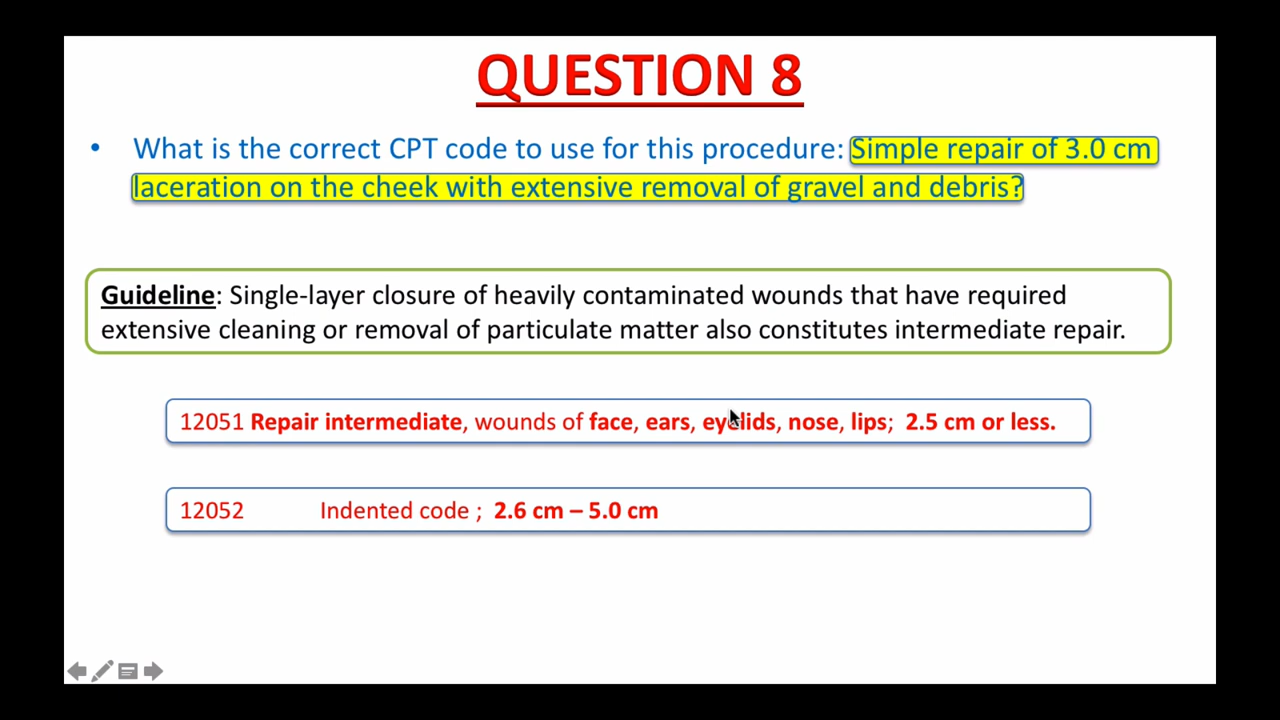 QUESTION 8
• What is the correct CPT code to use for this procedure: Simple repair of 3.0 cm
laceration on the cheek with extensive removal of gravel and debris?
Guideline: Single-layer closure of heavily contaminated wounds that have required
extensive cleaning or removal of particulate matter also constitutes intermediate repair.
12051 Repair intermediate, wounds of face, ears, eyelids, nose, lips; 2.5 cm or less.
12052 Indented code ; 2.6 cm – 5.0 cm